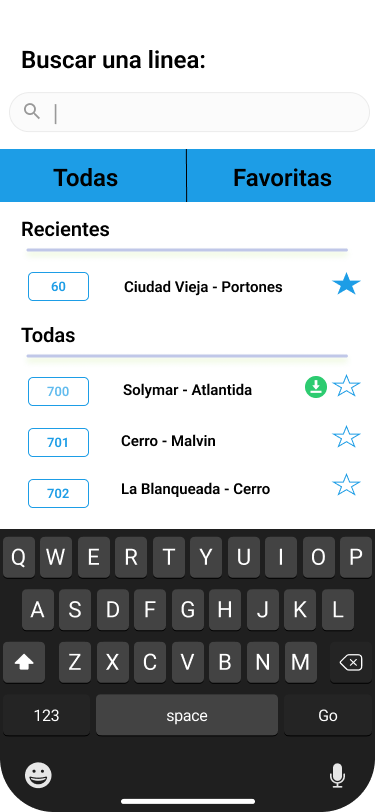 Buscar una linea:
Todas Favoritas
Recientes
60 Ciudad Vieja - Portones
Todas
700 Solymar - Atlantida
701 Cerro - Malvin
702 La Blanqueada - Cerro
Q W E R T Y U I O P
A S D F G H J K L
Z X C V B N M
123 space Go